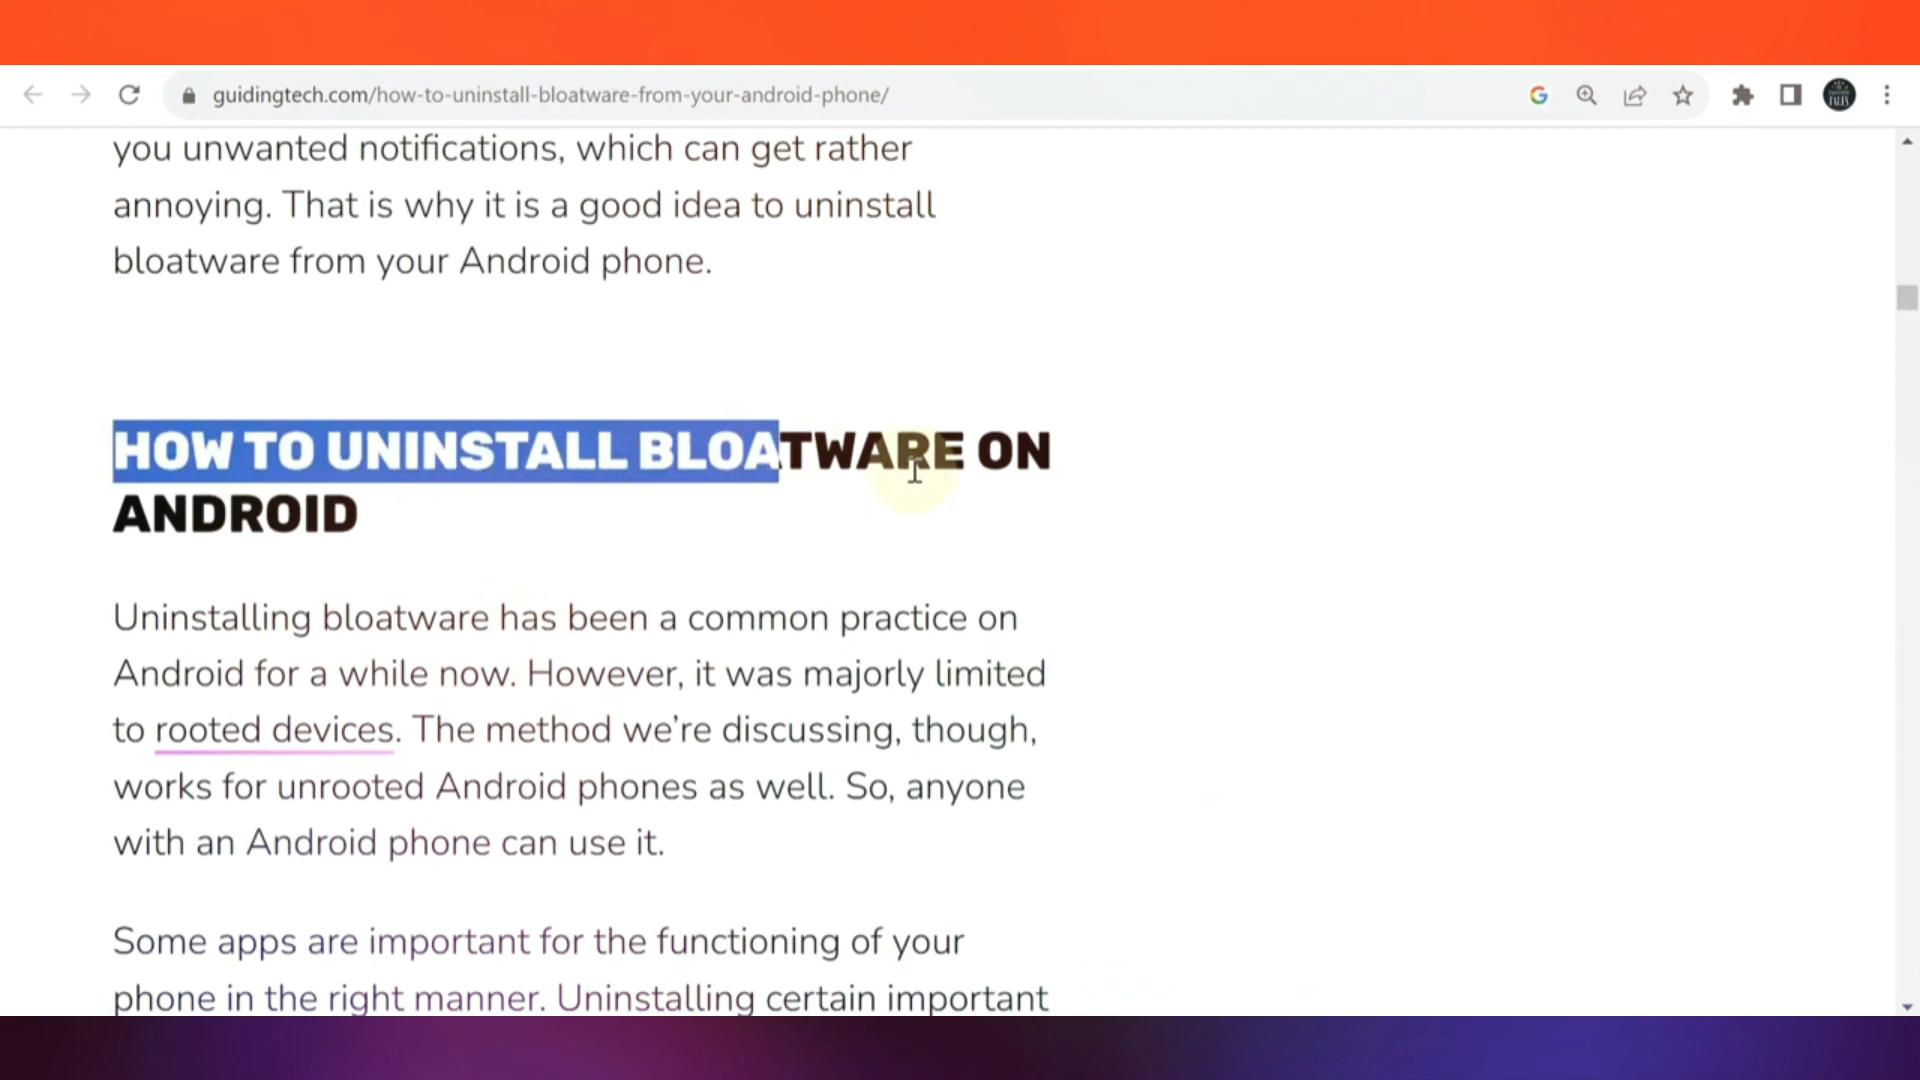 guidingtech.com/how-to-uninstall-bloatware-from-your-android-phone/
you unwanted notifications, which can get rather
annoying. That is why it is a good idea to uninstall
bloatware from your Android phone.
HOW TO UNINSTALL BLOATWARE ON
ANDROID
Uninstalling bloatware has been a common practice on
Android for a while now. However, it was majorly limited
to rooted devices. The method we’re discussing, though,
works for unrooted Android phones as well. So, anyone
with an Android phone can use it.
Some apps are important for the functioning of your
phone in the right manner. Uninstalling certain important